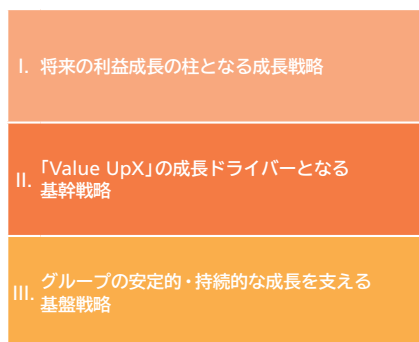 I. 将来の利益成長の柱となる成長戦略
II. 「Value UpX」の成長ドライバーとなる
基幹戦略
III. グループの安定的・持続的な成長を支える
基盤戦略